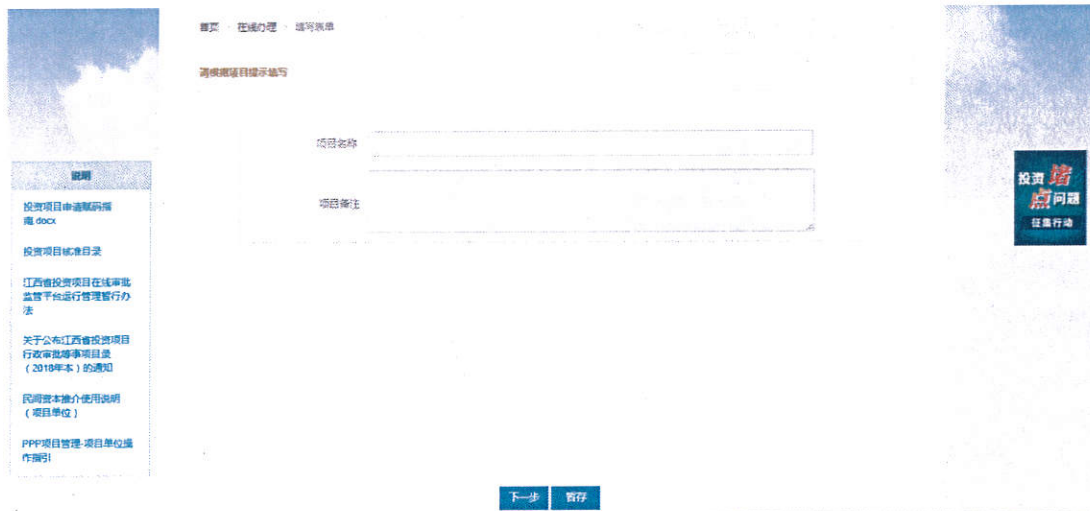 首页 · 在线办理 · 填写表单
请根据项目提示填写
项目名称
项目备注
说明
投资项目申请赋码指
南.docx
投资项目核准目录
江西省投资项目在线审批
监管平台运行管理暂行办
法
关于公布江西省投资项目
行政审批等事项目录
(2018年本)的通知
民间资本推介使用说明
(项目单位)
PPP项目管理-项目单位操
作指引
投资 堵
点 问题
征集行动
下一步
暂存